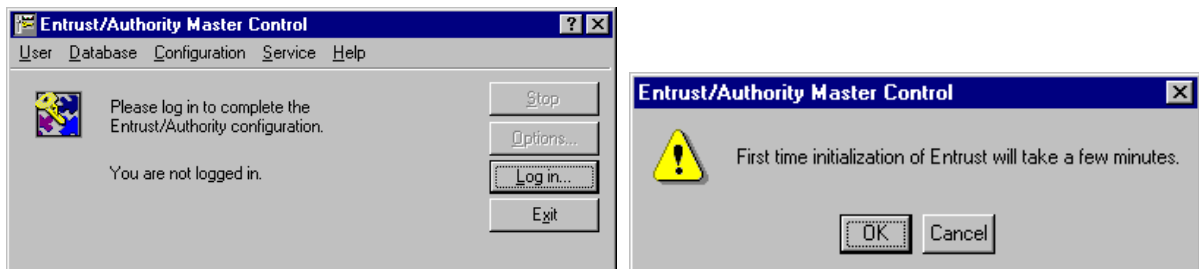 Entrust/Authority Master Control
User Database Configuration Service Help
Please log in to complete the
Entrust/Authority configuration.
You are not logged in.
Stop
Options...
Log in...
Exit
Entrust/Authority Master Control
First time initialization of Entrust will take a few minutes.
OK Cancel